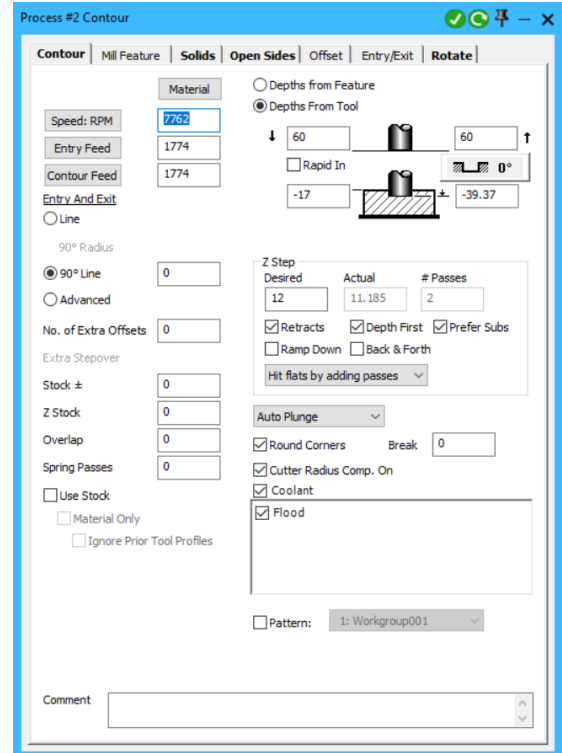 Process #2 Contour
Contour Mill Feature Solids Open Sides Offset Entry/Exit Rotate
Material
Speed: RPM 7762
Entry Feed 1774
Contour Feed 1774
Entry And Exit
Line
90° Radius
90° Line 0
Advanced
No. of Extra Offsets 0
Extra Stepover
Stock ± 0
Z Stock 0
Overlap 0
Spring Passes 0
Use Stock
Material Only
Ignore Prior Tool Profiles
Depths from Feature
Depths From Tool
60 60
Rapid In
0°
-17 -39.37
Z Step
Desired Actual # Passes
12 11.185 2
Retracts Depth First Prefer Subs
Ramp Down Back & Forth
Hit flats by adding passes
Auto Plunge
Round Corners Break 0
Cutter Radius Comp. On
Coolant
Flood
Pattern: 1: Workgroup001
Comment